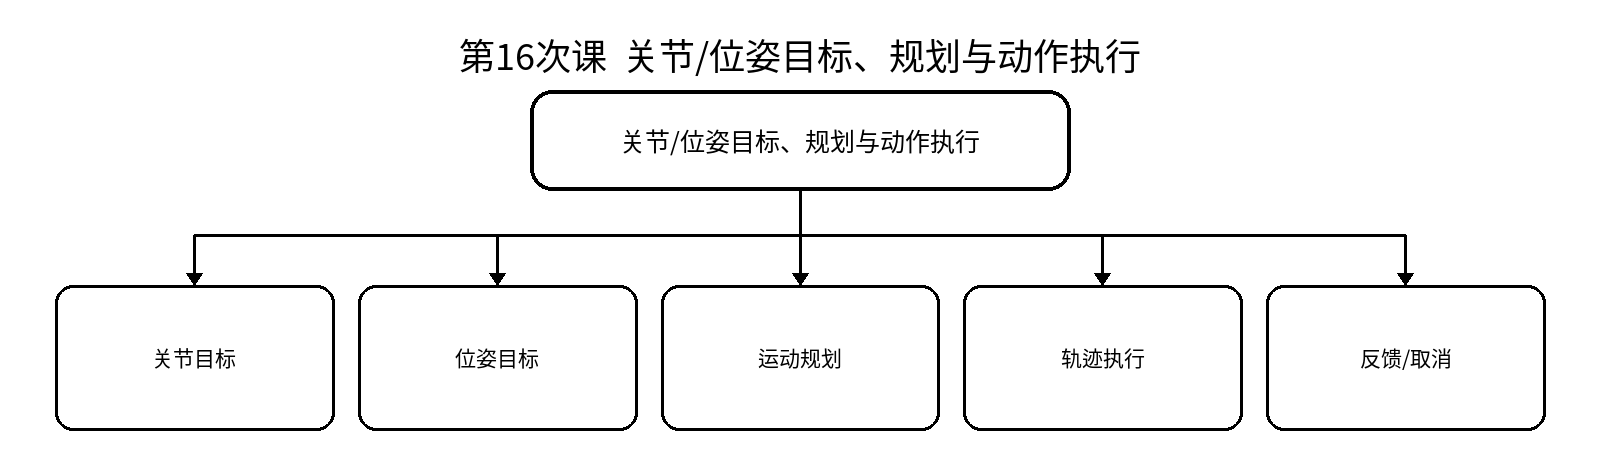 第16次课 关节/位姿目标、规划与动作执行
关节/位姿目标、规划与动作执行
关节目标
位姿目标
运动规划
轨迹执行
反馈/取消